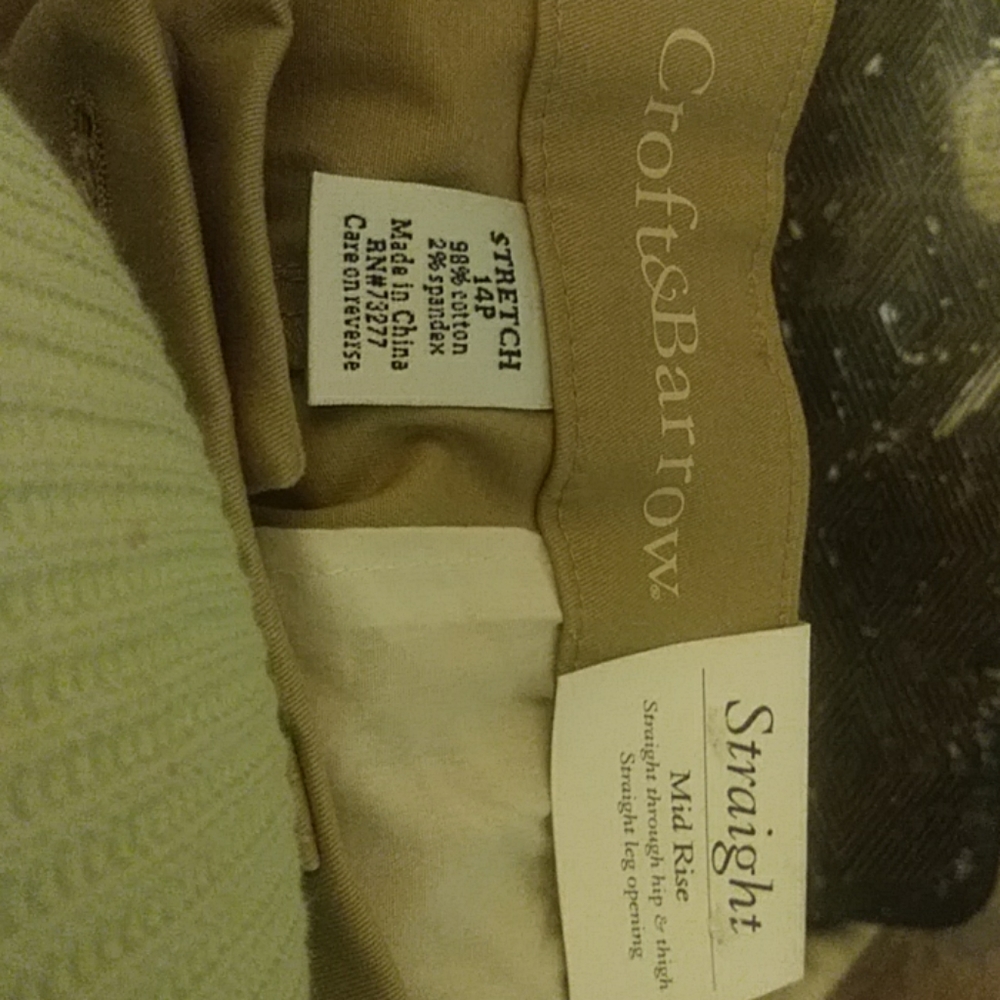 Croft&Barrow®
STRETCH
14P
98% cotton
2% spandex
Made in China
RN#73277
Care on reverse
Straight
Mid Rise
Straight through hip & thigh
Straight leg opening